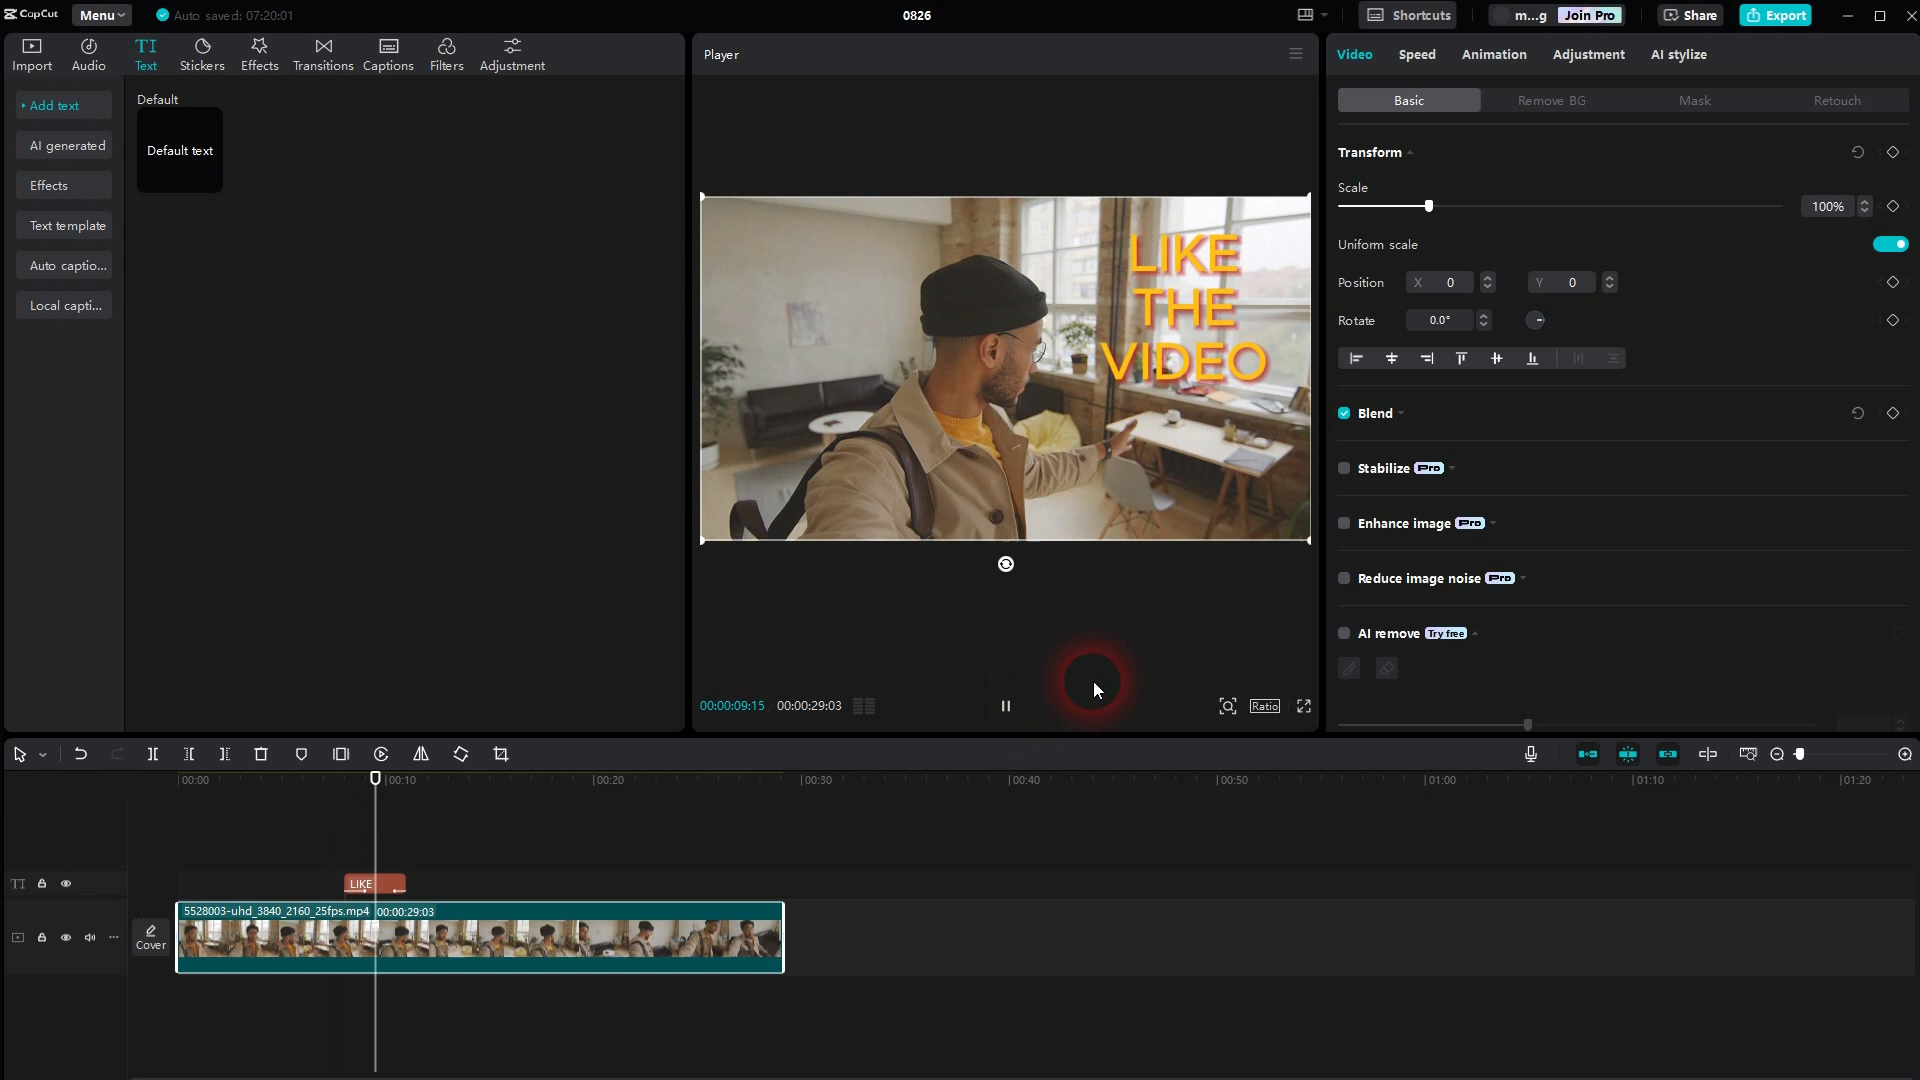 CapCut
Menu
Auto saved: 07:20:01
0826
Shortcuts
m...g
Join Pro
Share
Export
Import
Audio
TI
Text
Stickers
Effects
Transitions
Captions
Filters
Adjustment
Add text
AI generated
Effects
Text template
Auto captio...
Local capti...
Default
Default text
Player
LIKE
THE
VIDEO
00:00:09:15
00:00:29:03
Ratio
Video
Speed
Animation
Adjustment
AI stylize
Basic
Remove BG
Mask
Retouch
Transform
Scale
100%
Uniform scale
Position
X 0
Y 0
Rotate
0.0°
Blend
Stabilize Pro
Enhance image Pro
Reduce image noise Pro
AI remove Try free
00:00
00:10
00:20
00:30
00:40
00:50
01:00
01:10
01:20
TI
LIKE
5528003-uhd_3840_2160_25fps.mp4 00:00:29:03
Cover